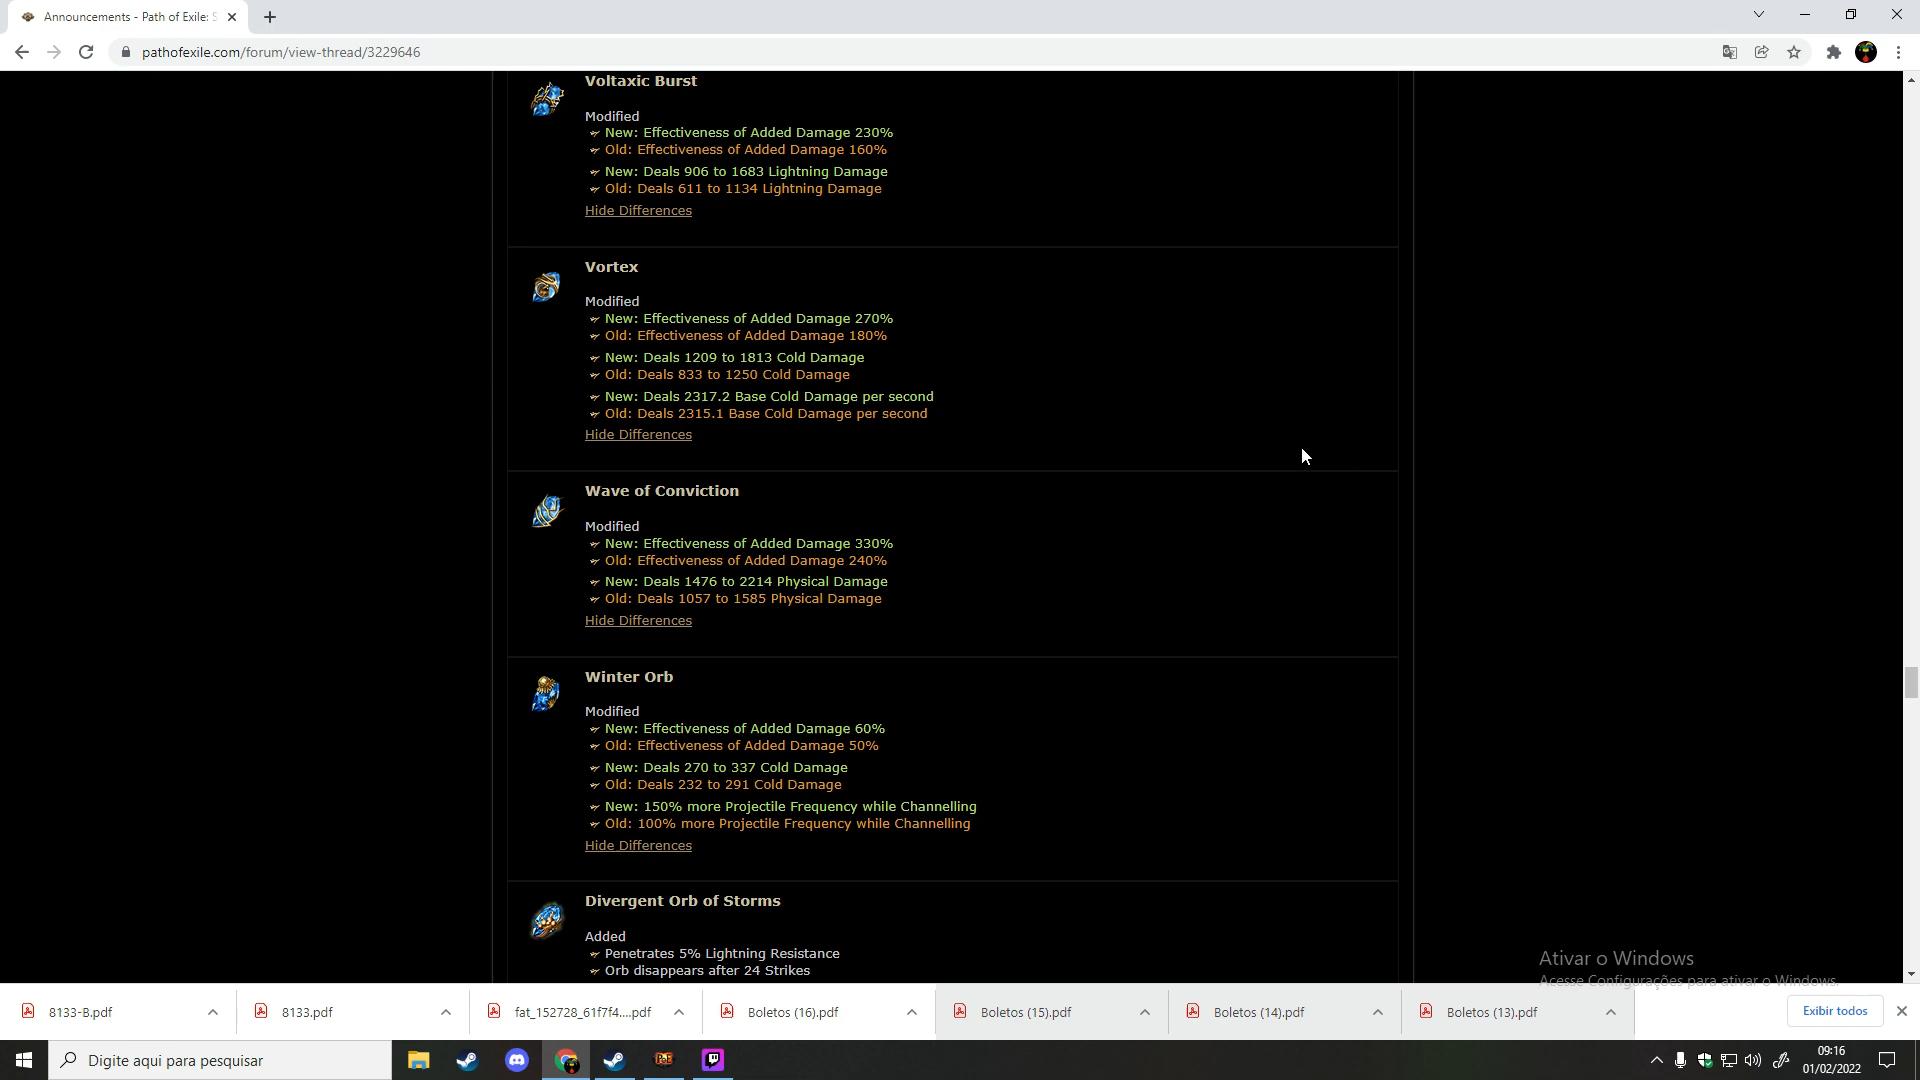 Announcements - Path of Exile: S
pathofexile.com/forum/view-thread/3229646
Voltaxic Burst
Modified
New: Effectiveness of Added Damage 230%
Old: Effectiveness of Added Damage 160%
New: Deals 906 to 1683 Lightning Damage
Old: Deals 611 to 1134 Lightning Damage
Hide Differences
Vortex
Modified
New: Effectiveness of Added Damage 270%
Old: Effectiveness of Added Damage 180%
New: Deals 1209 to 1813 Cold Damage
Old: Deals 833 to 1250 Cold Damage
New: Deals 2317.2 Base Cold Damage per second
Old: Deals 2315.1 Base Cold Damage per second
Hide Differences
Wave of Conviction
Modified
New: Effectiveness of Added Damage 330%
Old: Effectiveness of Added Damage 240%
New: Deals 1476 to 2214 Physical Damage
Old: Deals 1057 to 1585 Physical Damage
Hide Differences
Winter Orb
Modified
New: Effectiveness of Added Damage 60%
Old: Effectiveness of Added Damage 50%
New: Deals 270 to 337 Cold Damage
Old: Deals 232 to 291 Cold Damage
New: 150% more Projectile Frequency while Channelling
Old: 100% more Projectile Frequency while Channelling
Hide Differences
Divergent Orb of Storms
Added
Penetrates 5% Lightning Resistance
Orb disappears after 24 Strikes
Ativar o Windows
Acesse Configurações para ativar o Windows.
8133-B.pdf
8133.pdf
fat_152728_61f7f4....pdf
Boletos (16).pdf
Boletos (15).pdf
Boletos (14).pdf
Boletos (13).pdf
Exibir todos
Digite aqui para pesquisar
PoE
09:16
01/02/2022